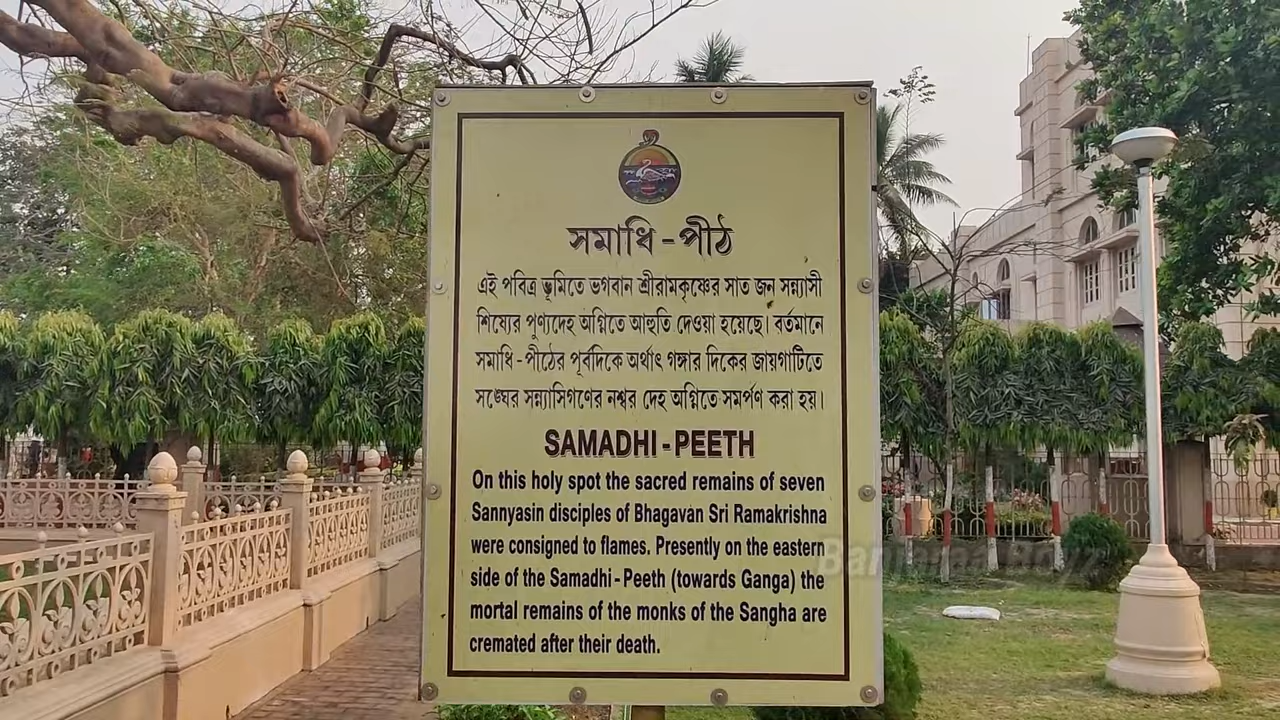 সমাধি - পীঠ
এই পবিত্র ভূমিতে ভগবান শ্রীরামকৃষ্ণের সাত জন সন্ন্যাসী
শিষ্যের পুণ্যদেহ অগ্নিতে আহুতি দেওয়া হয়েছে। বর্তমানে
সমাধি - পীঠের পূর্বদিকে অর্থাৎ গঙ্গার দিকের জায়গাটিতে
সঙ্ঘের সন্ন্যাসিগণের নশ্বর দেহ অগ্নিতে সমর্পণ করা হয়।
SAMADHI - PEETH
On this holy spot the sacred remains of seven
Sannyasin disciples of Bhagavan Sri Ramakrishna
were consigned to flames. Presently on the eastern
side of the Samadhi - Peeth (towards Ganga) the
mortal remains of the monks of the Sangha are
cremated after their death.